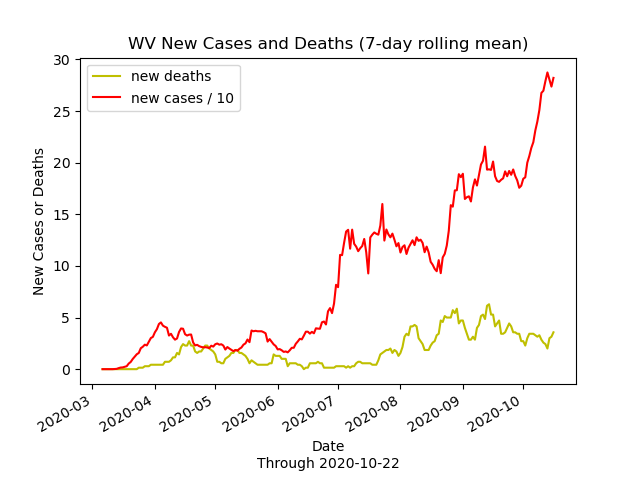 WV New Cases and Deaths (7-day rolling mean)
new deaths
new cases / 10
New Cases or Deaths
30
25
20
15
10
5
0
2020-03
2020-04
2020-05
2020-06
2020-07
2020-08
2020-09
2020-10
Date
Through 2020-10-22